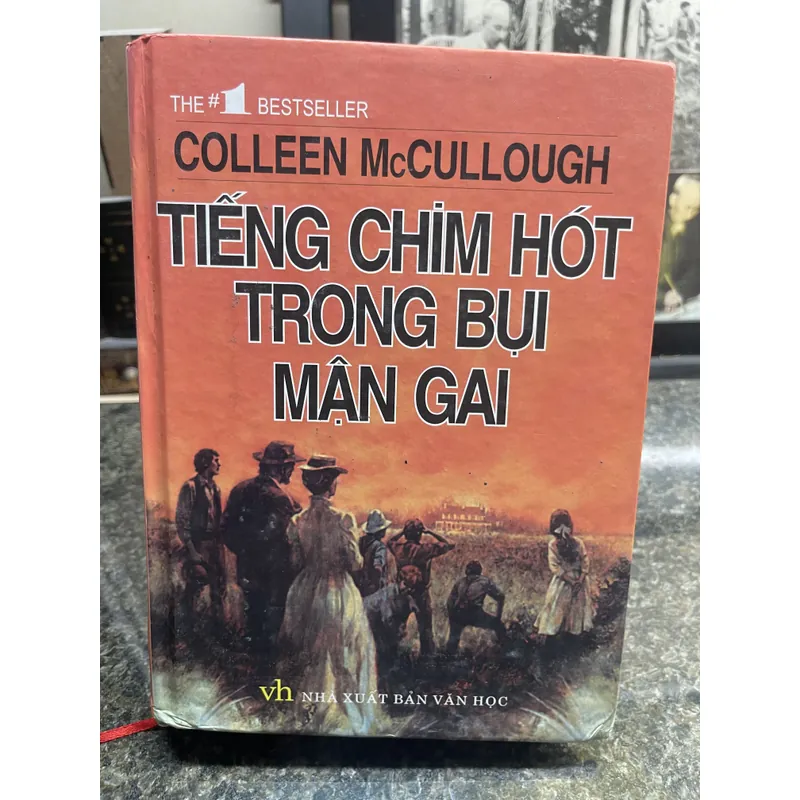 THE #1 BESTSELLER
COLLEEN McCULLOUGH
TIẾNG CHIM HÓT
TRONG BỤI
MẬN GAI
vh NHÀ XUẤT BẢN VĂN HỌC